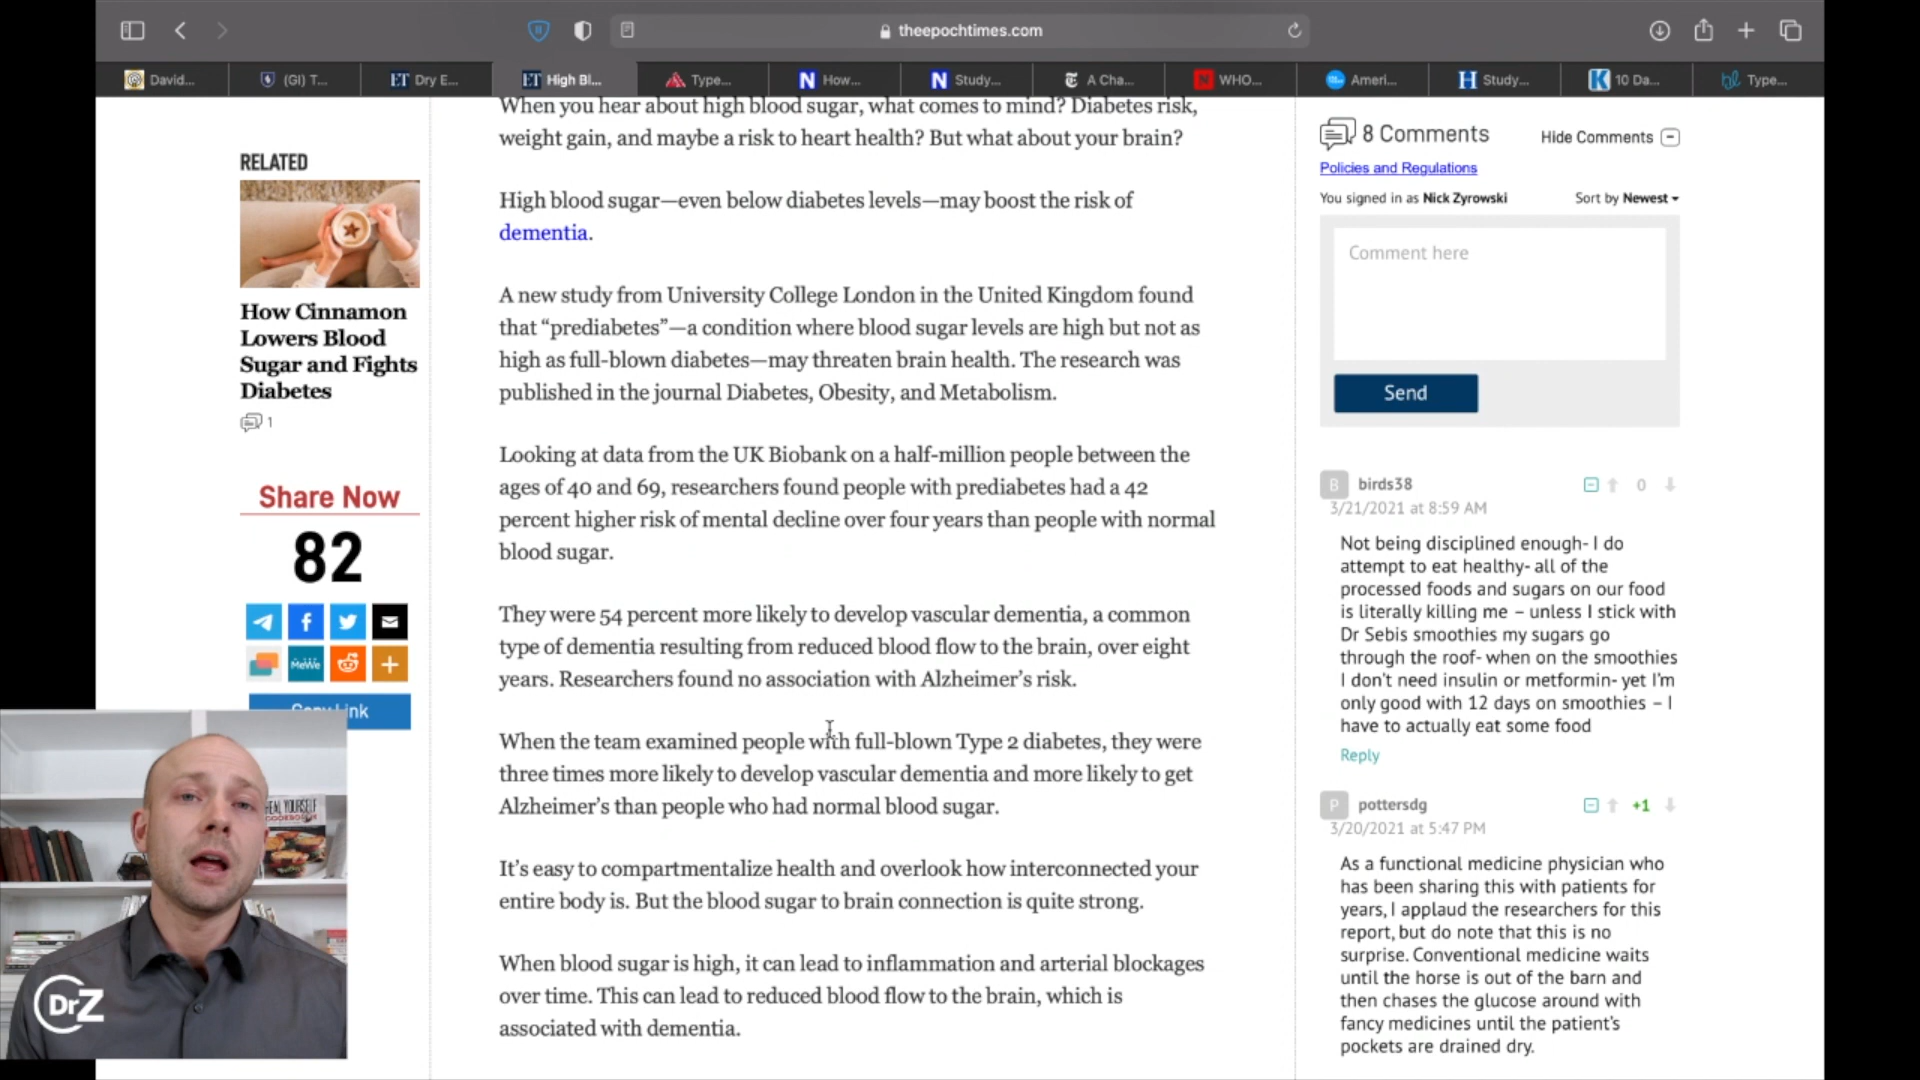 theepochtimes.com
David...
(GI) T...
ET Dry E...
ET High Bl...
Type...
N How...
N Study...
T A Cha...
N WHO...
Ameri...
H Study...
K 10 Da...
hl Type...
When you hear about high blood sugar, what comes to mind? Diabetes risk,
weight gain, and maybe a risk to heart health? But what about your brain?
High blood sugar—even below diabetes levels—may boost the risk of
dementia.
A new study from University College London in the United Kingdom found
that “prediabetes”—a condition where blood sugar levels are high but not as
high as full-blown diabetes—may threaten brain health. The research was
published in the journal Diabetes, Obesity, and Metabolism.
Looking at data from the UK Biobank on a half-million people between the
ages of 40 and 69, researchers found people with prediabetes had a 42
percent higher risk of mental decline over four years than people with normal
blood sugar.
They were 54 percent more likely to develop vascular dementia, a common
type of dementia resulting from reduced blood flow to the brain, over eight
years. Researchers found no association with Alzheimer’s risk.
When the team examined people with full-blown Type 2 diabetes, they were
three times more likely to develop vascular dementia and more likely to get
Alzheimer’s than people who had normal blood sugar.
It’s easy to compartmentalize health and overlook how interconnected your
entire body is. But the blood sugar to brain connection is quite strong.
When blood sugar is high, it can lead to inflammation and arterial blockages
over time. This can lead to reduced blood flow to the brain, which is
associated with dementia.
RELATED
How Cinnamon
Lowers Blood
Sugar and Fights
Diabetes
1
Share Now
82
MeWe
Copy Link
HEAL YOURSELF
COOKBOOK
DrZ
8 Comments
Hide Comments
Policies and Regulations
You signed in as Nick Zyrowski
Sort by Newest
Comment here
Send
B birds38
0
3/21/2021 at 8:59 AM
Not being disciplined enough- I do
attempt to eat healthy- all of the
processed foods and sugars on our food
is literally killing me – unless I stick with
Dr Sebis smoothies my sugars go
through the roof- when on the smoothies
I don't need insulin or metformin- yet I'm
only good with 12 days on smoothies – I
have to actually eat some food
Reply
P pottersdg
+1
3/20/2021 at 5:47 PM
As a functional medicine physician who
has been sharing this with patients for
years, I applaud the researchers for this
report, but do note that this is no
surprise. Conventional medicine waits
until the horse is out of the barn and
then chases the glucose around with
fancy medicines until the patient's
pockets are drained dry.